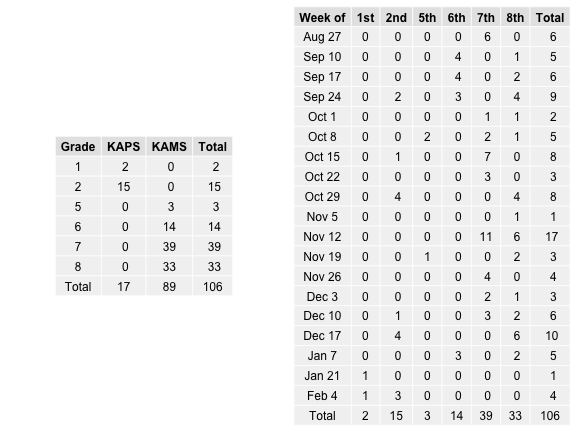 Grade KAPS KAMS Total
1 2 0 2
2 15 0 15
5 0 3 3
6 0 14 14
7 0 39 39
8 0 33 33
Total 17 89 106
Week of 1st 2nd 5th 6th 7th 8th Total
Aug 27 0 0 0 0 6 0 6
Sep 10 0 0 0 4 0 1 5
Sep 17 0 0 0 4 0 2 6
Sep 24 0 2 0 3 0 4 9
Oct 1 0 0 0 0 1 1 2
Oct 8 0 0 2 0 2 1 5
Oct 15 0 1 0 0 7 0 8
Oct 22 0 0 0 0 3 0 3
Oct 29 0 4 0 0 0 4 8
Nov 5 0 0 0 0 0 1 1
Nov 12 0 0 0 0 11 6 17
Nov 19 0 0 1 0 0 2 3
Nov 26 0 0 0 0 4 0 4
Dec 3 0 0 0 0 2 1 3
Dec 10 0 1 0 0 3 2 6
Dec 17 0 4 0 0 0 6 10
Jan 7 0 0 0 3 0 2 5
Jan 21 1 0 0 0 0 0 1
Feb 4 1 3 0 0 0 0 4
Total 2 15 3 14 39 33 106